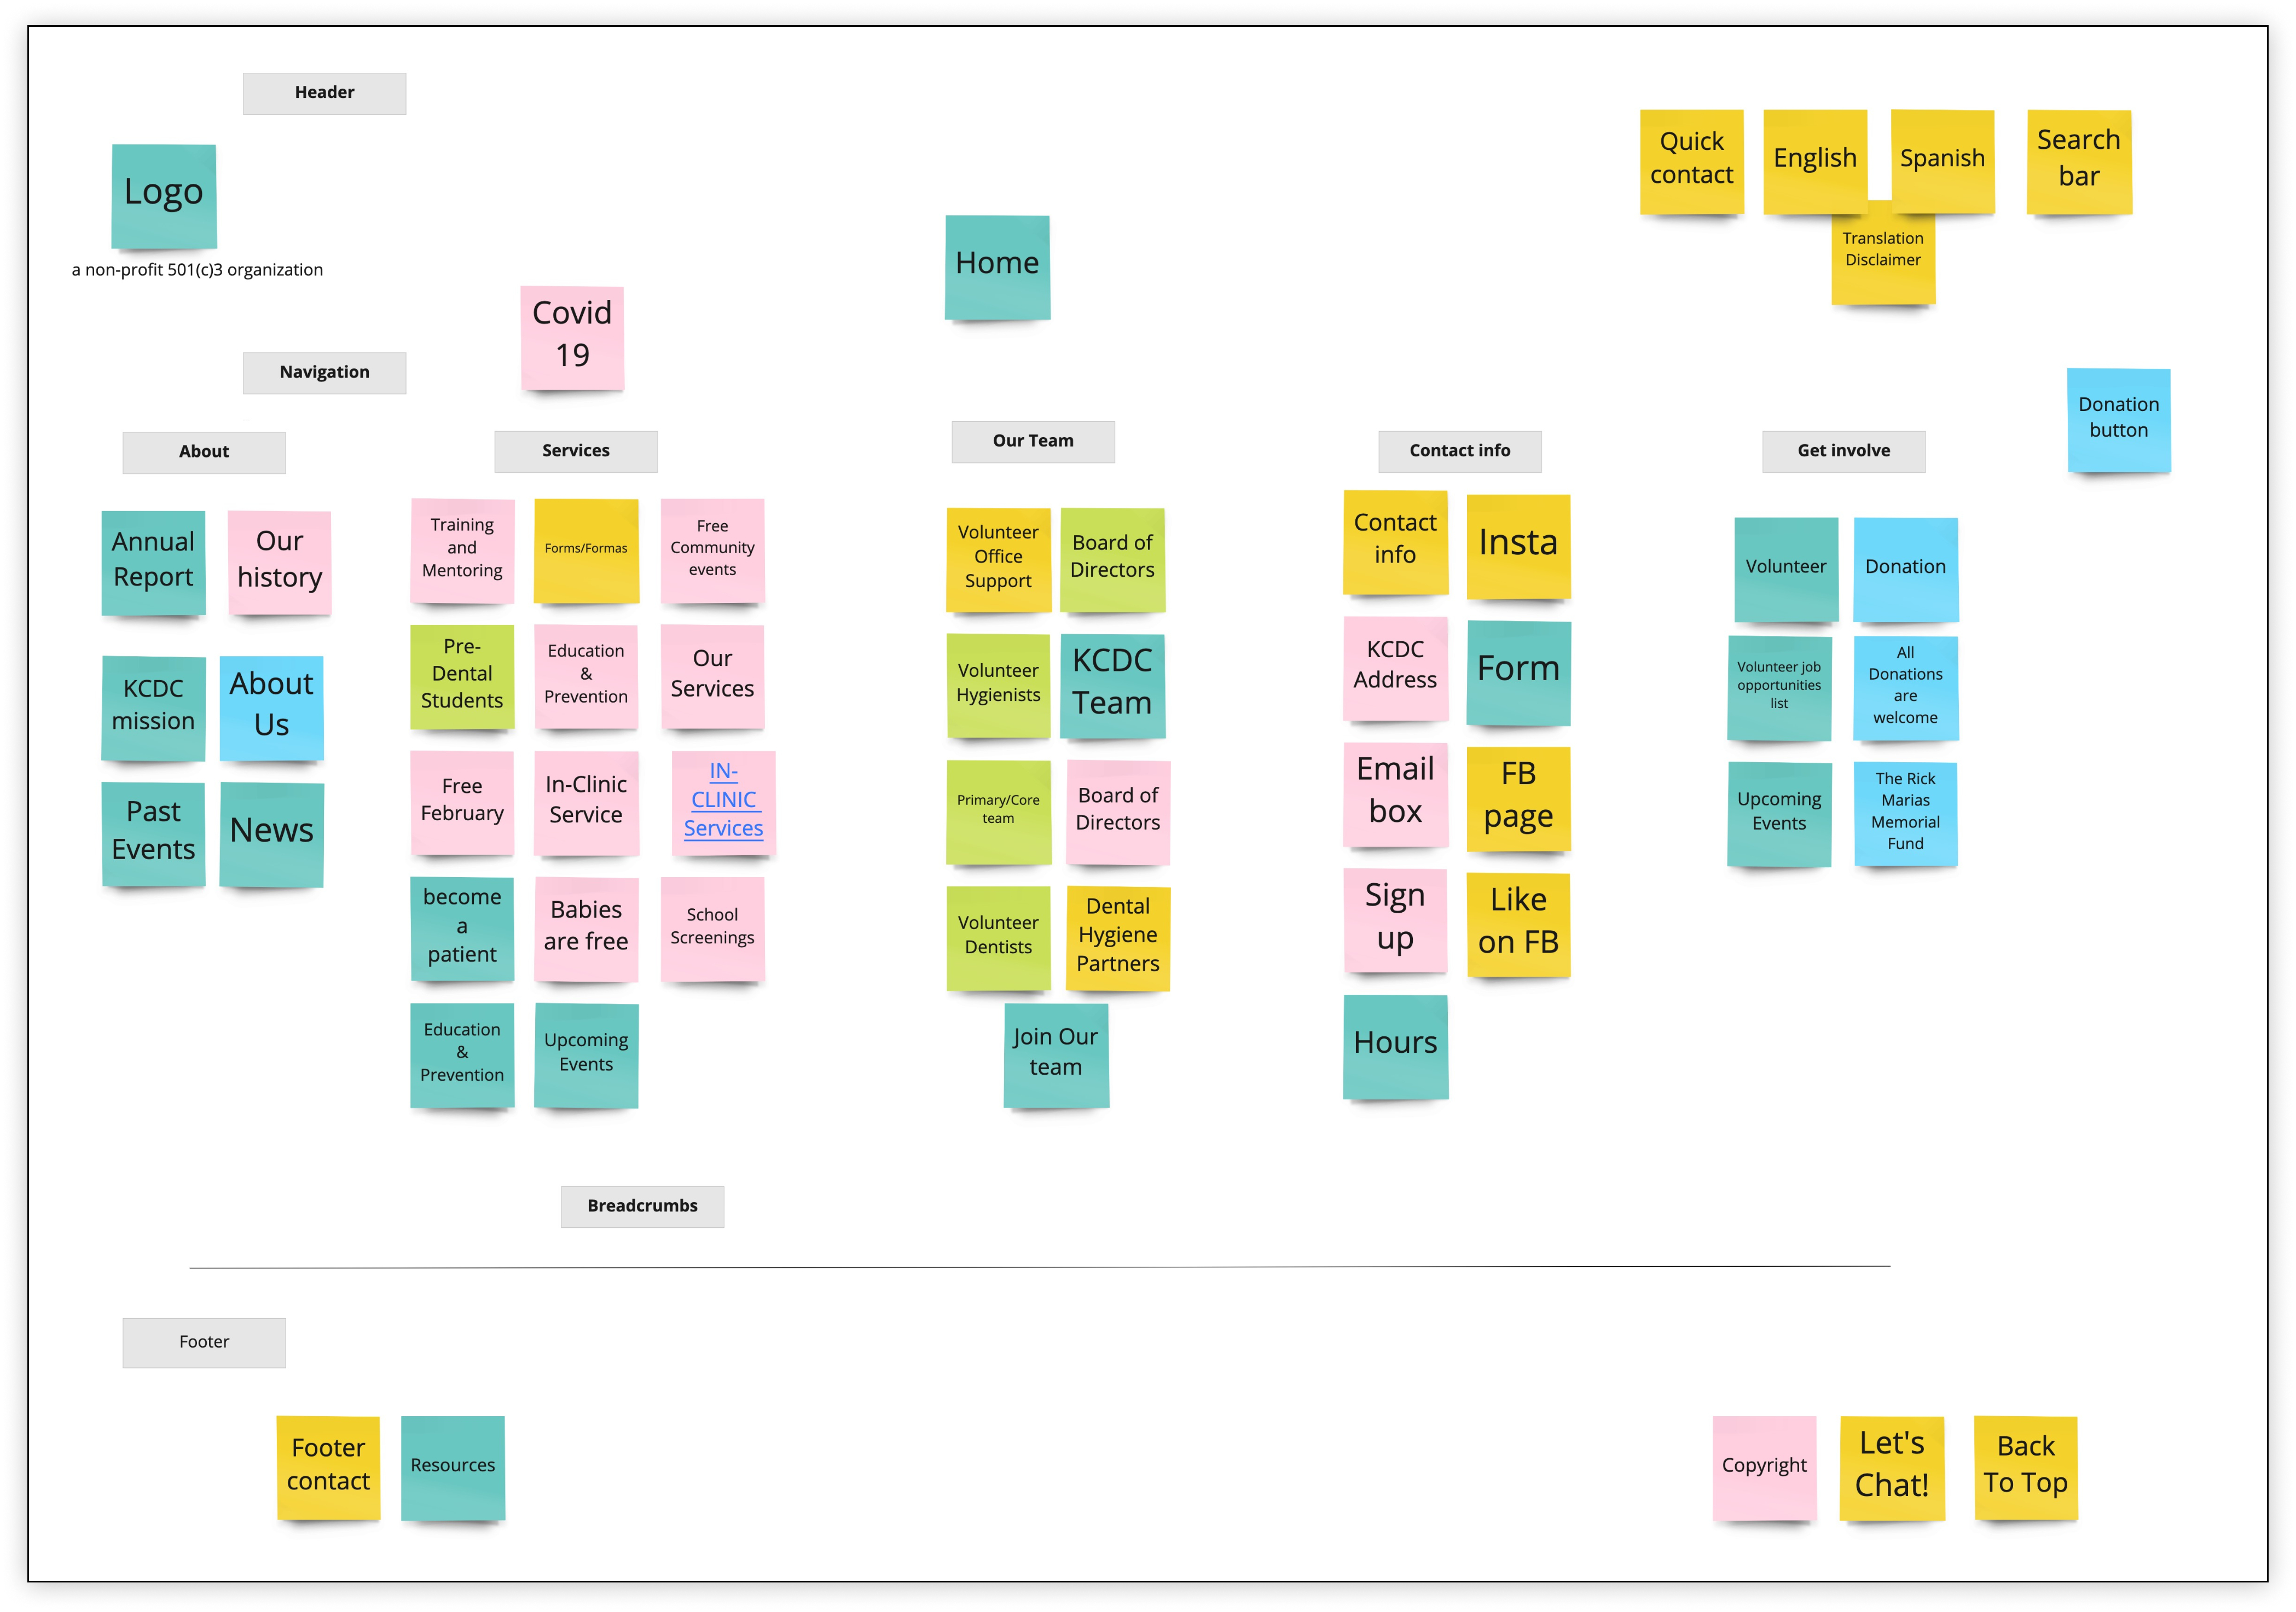 Header
Logo
a non-profit 501(c)3 organization
Home
Quick
contact
English
Spanish
Search
bar
Translation
Disclaimer
Covid
19
Navigation
Donation
button
About
Annual
Report
Our
history
KCDC
mission
About
Us
Past
Events
News
Services
Training
and
Mentoring
Forms/Formas
Free
Community
events
Pre-
Dental
Students
Education
&
Prevention
Our
Services
Free
February
In-Clinic
Service
IN-
CLINIC
Services
become
a
patient
Babies
are free
School
Screenings
Education
&
Prevention
Upcoming
Events
Our Team
Volunteer
Office
Support
Board of
Directors
Volunteer
Hygienists
KCDC
Team
Primary/Core
team
Board of
Directors
Volunteer
Dentists
Dental
Hygiene
Partners
Join Our
team
Contact info
Contact
info
Insta
KCDC
Address
Form
Email
box
FB
page
Sign
up
Like
on FB
Hours
Get involve
Volunteer
Donation
Volunteer job
opportunities
list
All
Donations
are
welcome
Upcoming
Events
The Rick
Marias
Memorial
Fund
Breadcrumbs
Footer
Footer
contact
Resources
Copyright
Let's
Chat!
Back
To Top